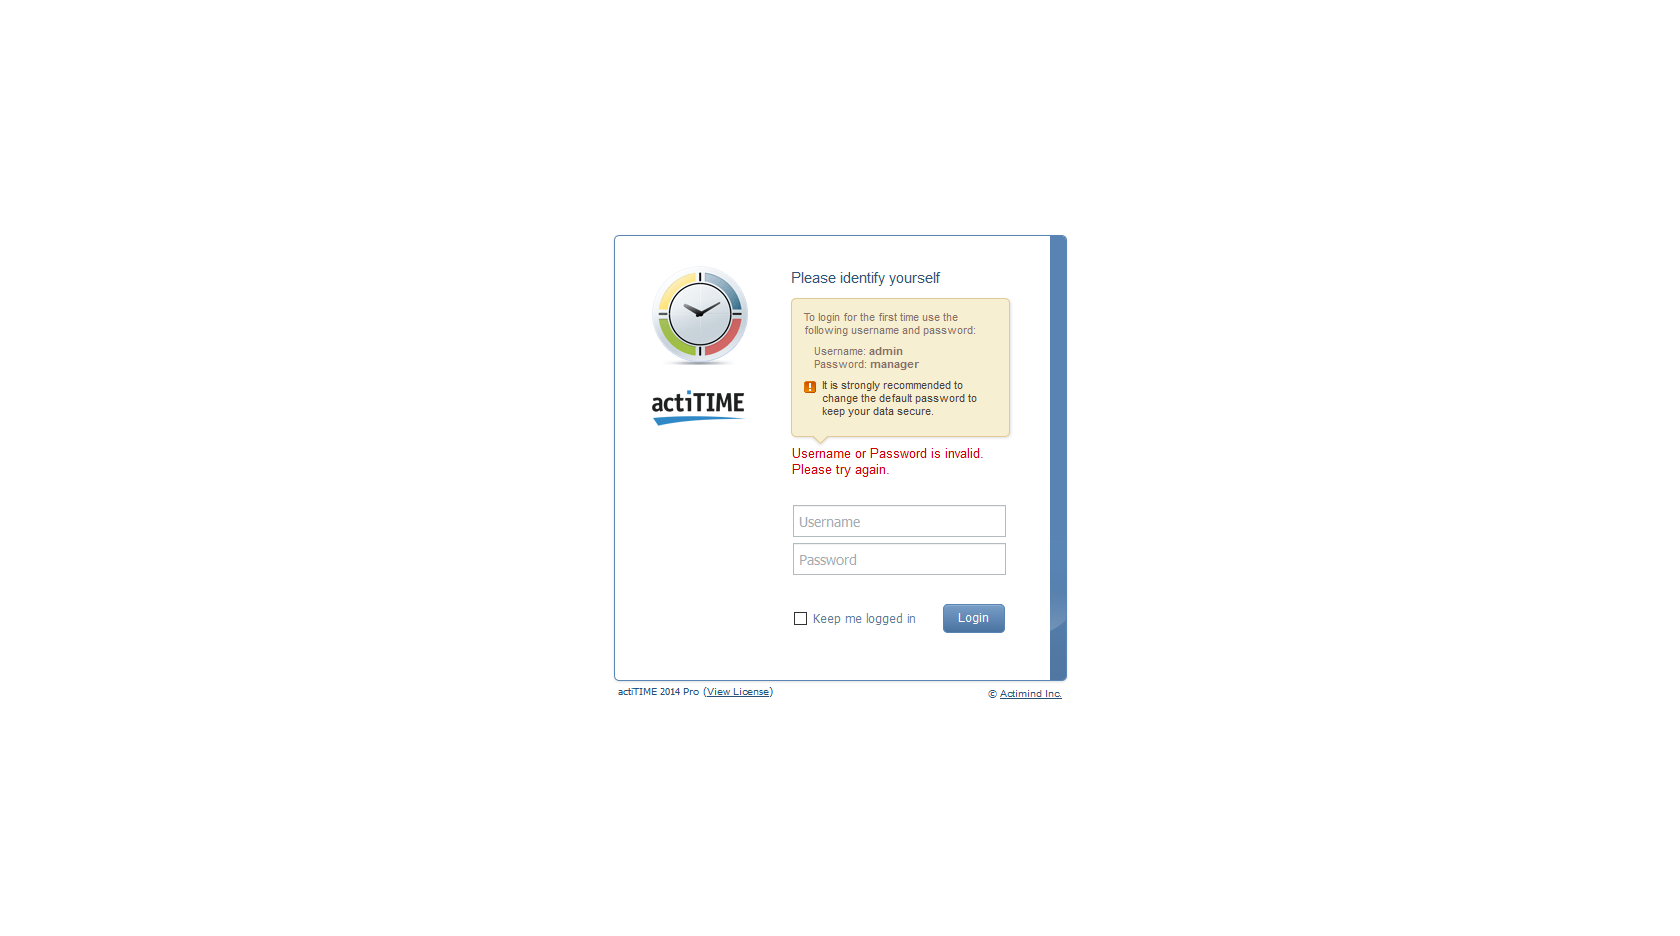 Please identify yourself
To login for the first time use the
following username and password:
Username: admin
Password: manager
It is strongly recommended to
change the default password to
keep your data secure.
actiTIME
Username or Password is invalid.
Please try again.
Username
Password
Keep me logged in
Login
actiTIME 2014 Pro (View License)
© Actimind Inc.